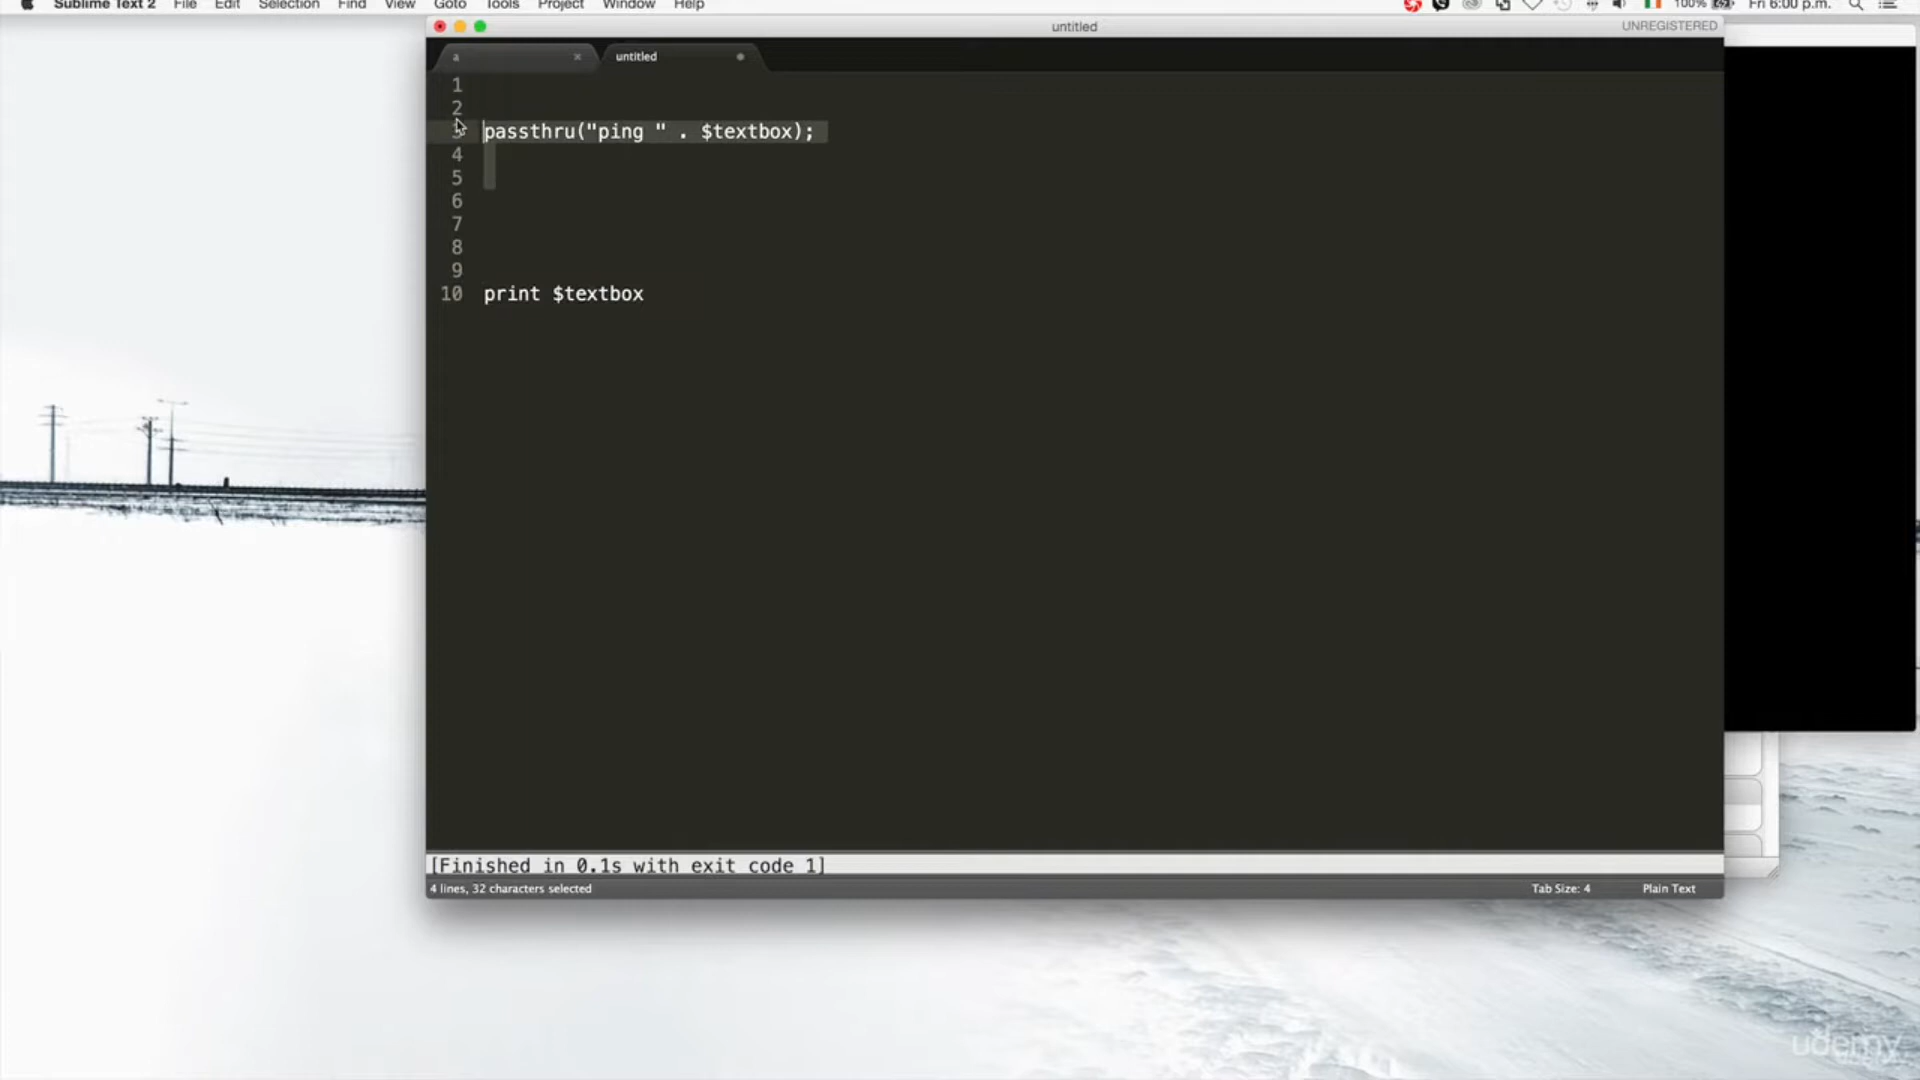 Sublime Text 2 File Edit Selection Find View Goto Tools Project Window Help 100% Fri 6:00 p.m.
untitled UNREGISTERED
a untitled
1
2
3 passthru("ping " . $textbox);
4
5
6
7
8
9
10 print $textbox
[Finished in 0.1s with exit code 1]
4 lines, 32 characters selected Tab Size: 4 Plain Text
udemy